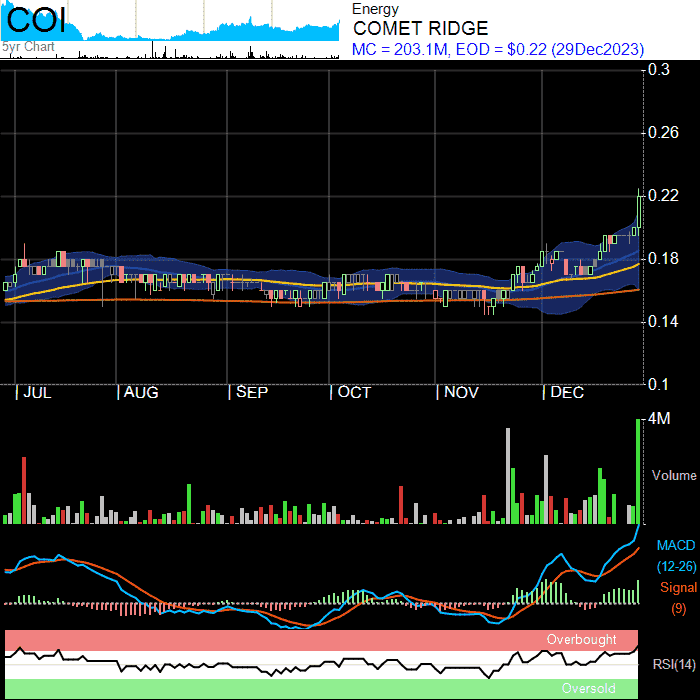 COI
5yr Chart
Energy
COMET RIDGE
MC = 203.1M, EOD = $0.22 (29Dec2023)
0.3
0.26
0.22
0.18
0.14
0.1
JUL AUG SEP OCT NOV DEC
4M
Volume
MACD
(12-26)
Signal
(9)
Overbought
RSI(14)
Oversold